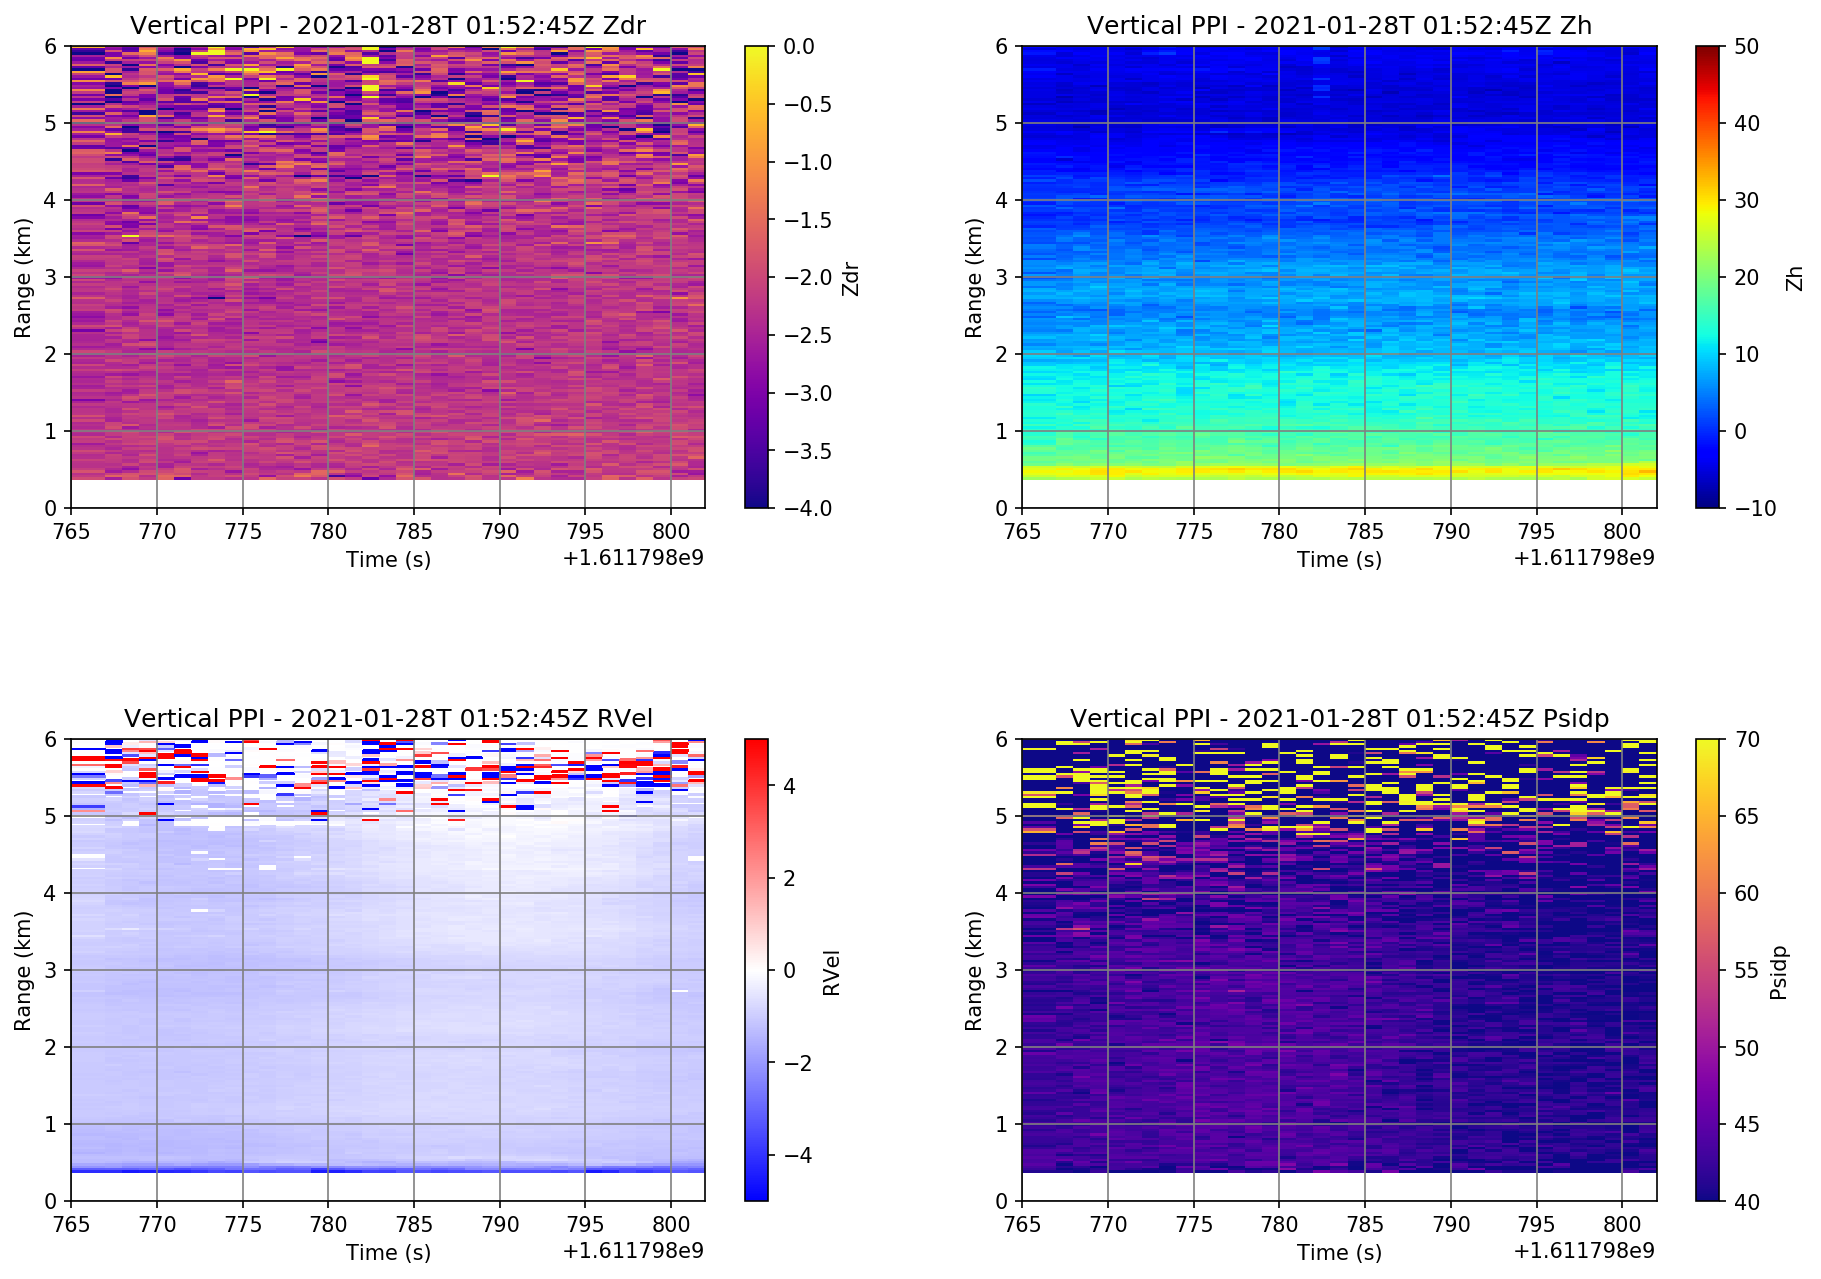 Vertical PPI - 2021-01-28T 01:52:45Z Zdr
6
5
4
3
2
1
0
Range (km)
765 770 775 780 785 790 795 800
Time (s)
+1.611798e9
0.0
−0.5
−1.0
−1.5
−2.0
−2.5
−3.0
−3.5
−4.0
Zdr
Vertical PPI - 2021-01-28T 01:52:45Z Zh
6
5
4
3
2
1
0
Range (km)
765 770 775 780 785 790 795 800
Time (s)
+1.611798e9
50
40
30
20
10
0
−10
Zh
Vertical PPI - 2021-01-28T 01:52:45Z RVel
6
5
4
3
2
1
0
Range (km)
765 770 775 780 785 790 795 800
Time (s)
+1.611798e9
4
2
0
−2
−4
RVel
Vertical PPI - 2021-01-28T 01:52:45Z Psidp
6
5
4
3
2
1
0
Range (km)
765 770 775 780 785 790 795 800
Time (s)
+1.611798e9
70
65
60
55
50
45
40
Psidp